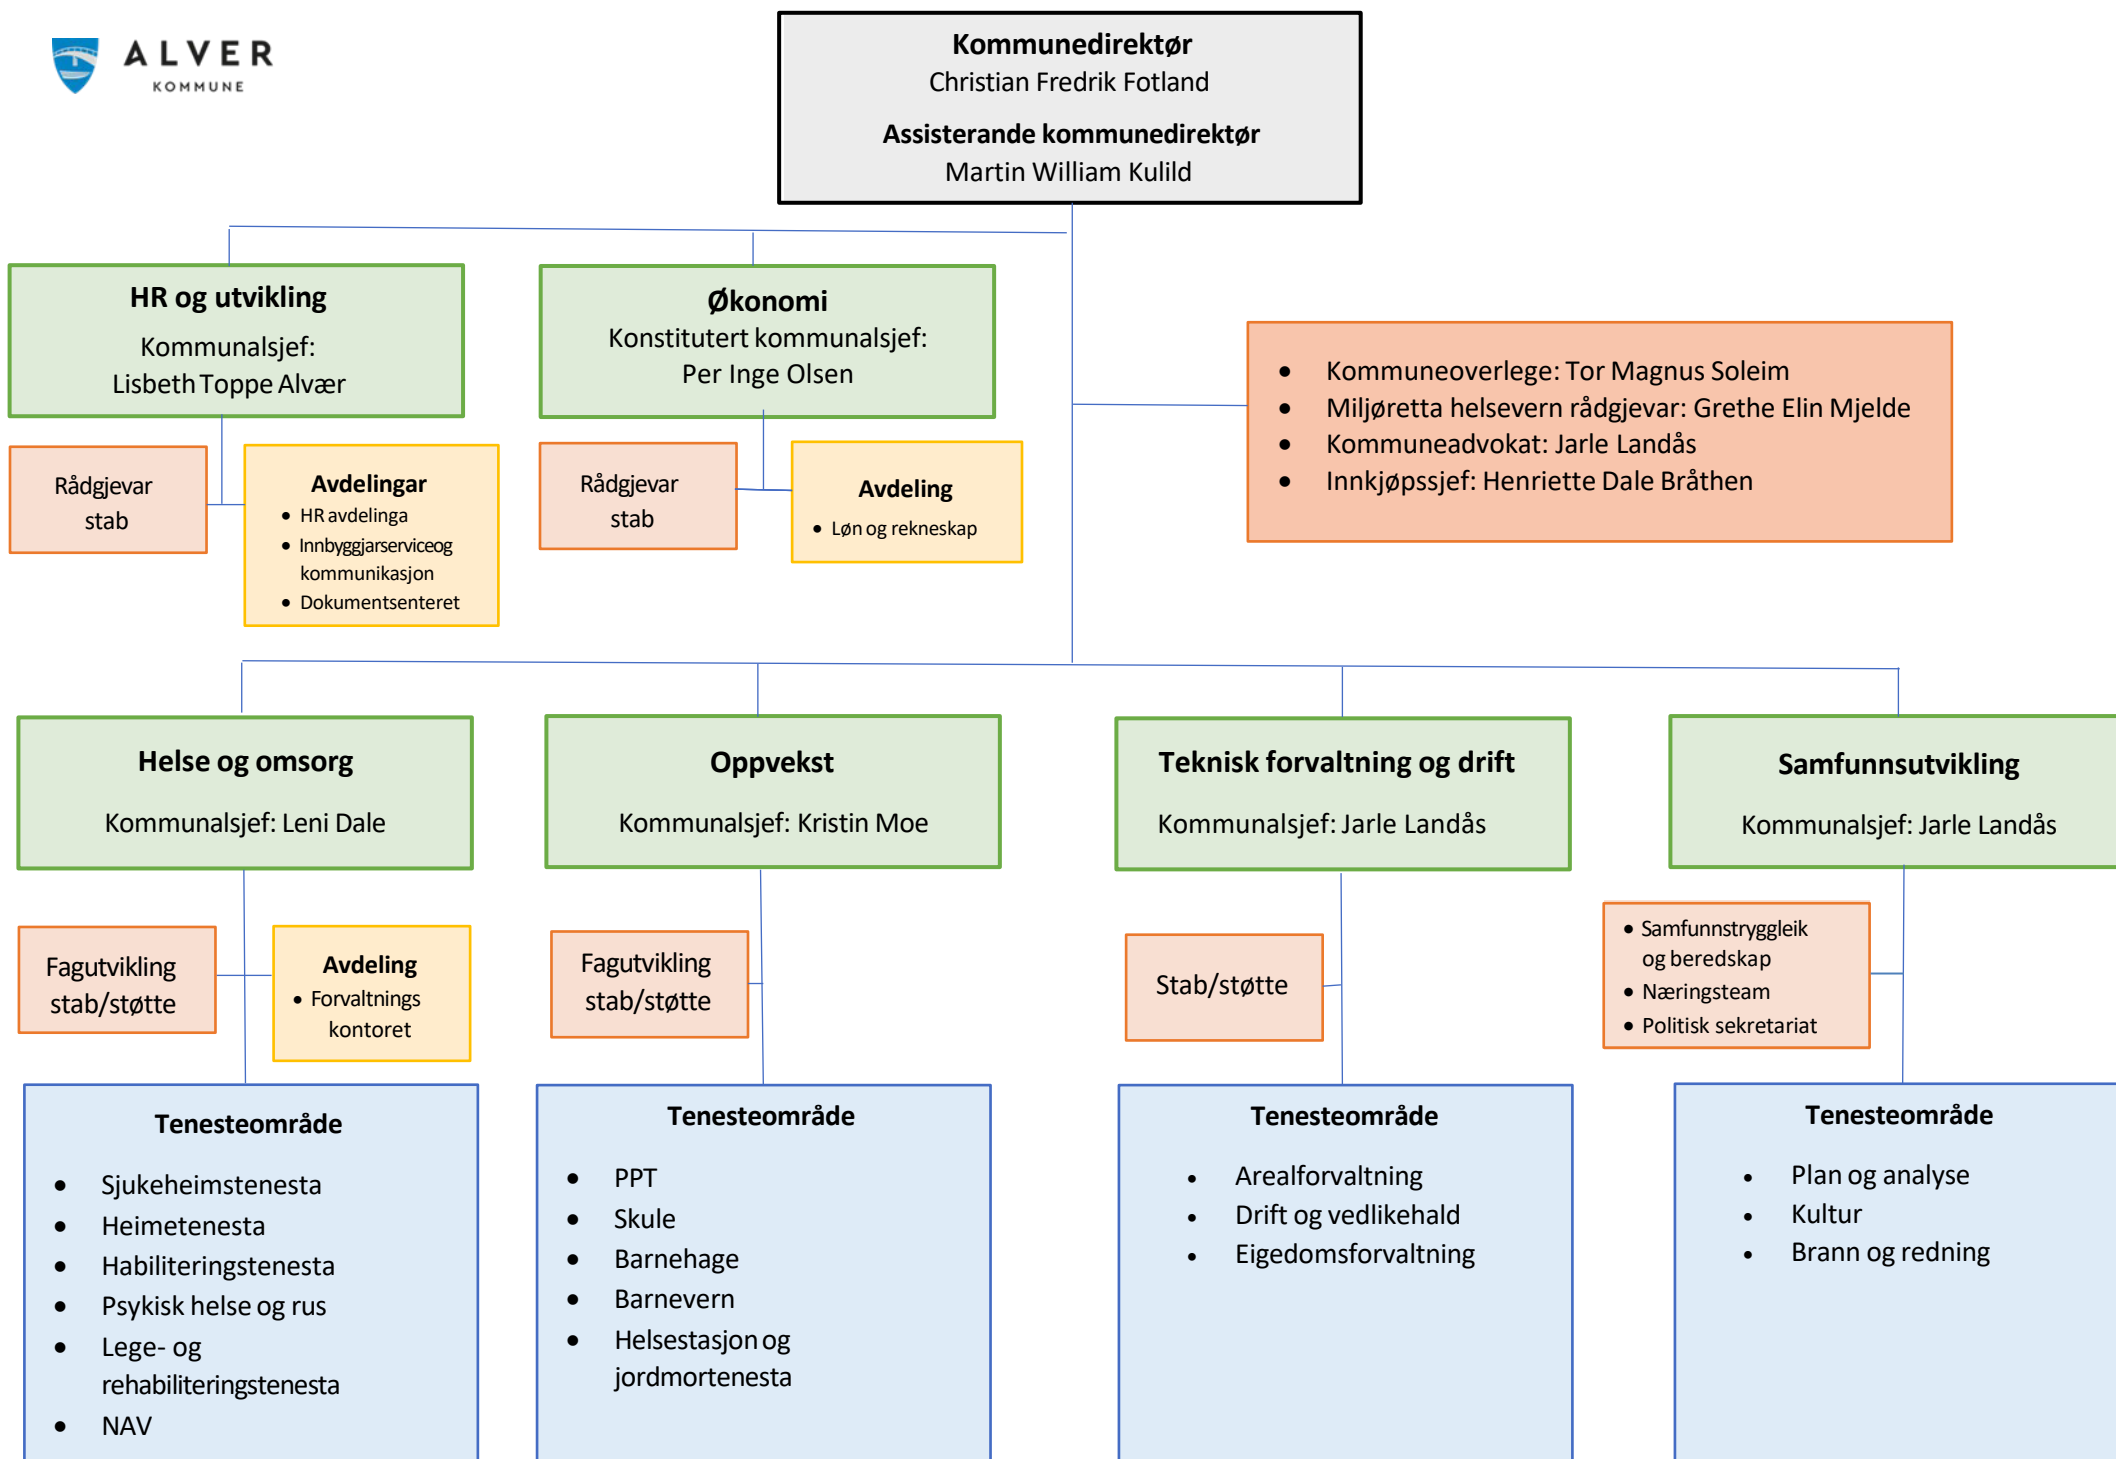 ALVER
KOMMUNE
Kommunedirektør
Christian Fredrik Fotland
Assisterande kommunedirektør
Martin William Kulild
HR og utvikling
Kommunalsjef:
Lisbeth Toppe Alvær
Økonomi
Konstitutert kommunalsjef:
Per Inge Olsen
• Kommuneoverlege: Tor Magnus Soleim
• Miljøretta helsevern rådgjevar: Grethe Elin Mjelde
• Kommuneadvokat: Jarle Landås
• Innkjøpssjef: Henriette Dale Bråthen
Rådgjevar
stab
Avdelingar
• HR avdelinga
• Innbyggjarserviceog
kommunikasjon
• Dokumentsenteret
Rådgjevar
stab
Avdeling
• Løn og rekneskap
Helse og omsorg
Kommunalsjef: Leni Dale
Oppvekst
Kommunalsjef: Kristin Moe
Teknisk forvaltning og drift
Kommunalsjef: Jarle Landås
Samfunnsutvikling
Kommunalsjef: Jarle Landås
Fagutvikling
stab/støtte
Avdeling
• Forvaltnings
kontoret
Fagutvikling
stab/støtte
Stab/støtte
• Samfunnstryggleik
og beredskap
• Næringsteam
• Politisk sekretariat
Tenesteområde
• Sjukeheimstenesta
• Heimetenesta
• Habiliteringstenesta
• Psykisk helse og rus
• Lege- og
rehabiliteringstenesta
• NAV
Tenesteområde
• PPT
• Skule
• Barnehage
• Barnevern
• Helsestasjon og
jordmortenesta
Tenesteområde
• Arealforvaltning
• Drift og vedlikehald
• Eigedomsforvaltning
Tenesteområde
• Plan og analyse
• Kultur
• Brann og redning